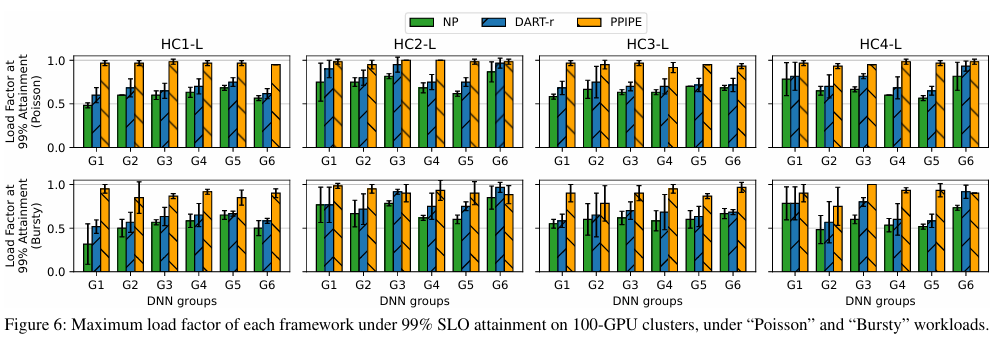 NP DART-r PPIPE
HC1-L HC2-L HC3-L HC4-L
Load Factor at
99% Attainment
(Poisson)
1.0
0.5
0.0
G1 G2 G3 G4 G5 G6 G1 G2 G3 G4 G5 G6 G1 G2 G3 G4 G5 G6 G1 G2 G3 G4 G5 G6
Load Factor at
99% Attainment
(Bursty)
1.0
0.5
0.0
G1 G2 G3 G4 G5 G6 G1 G2 G3 G4 G5 G6 G1 G2 G3 G4 G5 G6 G1 G2 G3 G4 G5 G6
DNN groups DNN groups DNN groups DNN groups
Figure 6: Maximum load factor of each framework under 99% SLO attainment on 100-GPU clusters, under “Poisson” and “Bursty” workloads.